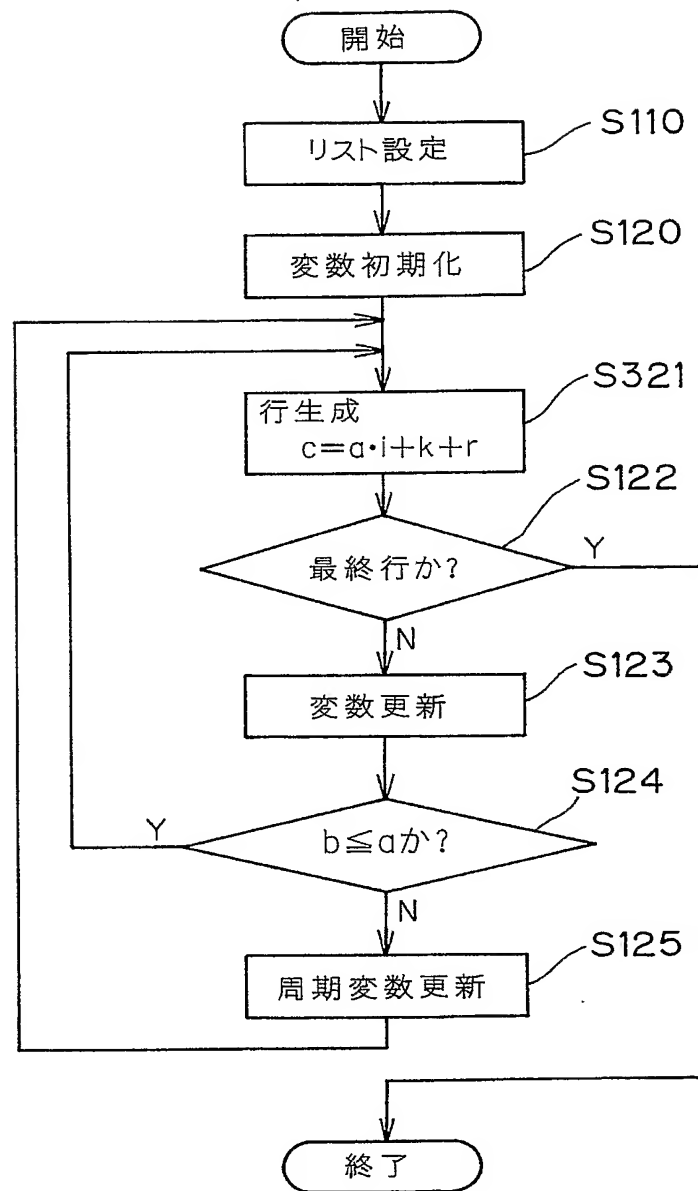 開始
リスト設定
S110
変数初期化
S120
行生成
c=a·i+k+r
S321
最終行か?
S122
Y
N
変数更新
S123
b≦aか?
S124
Y
N
周期変数更新
S125
終了